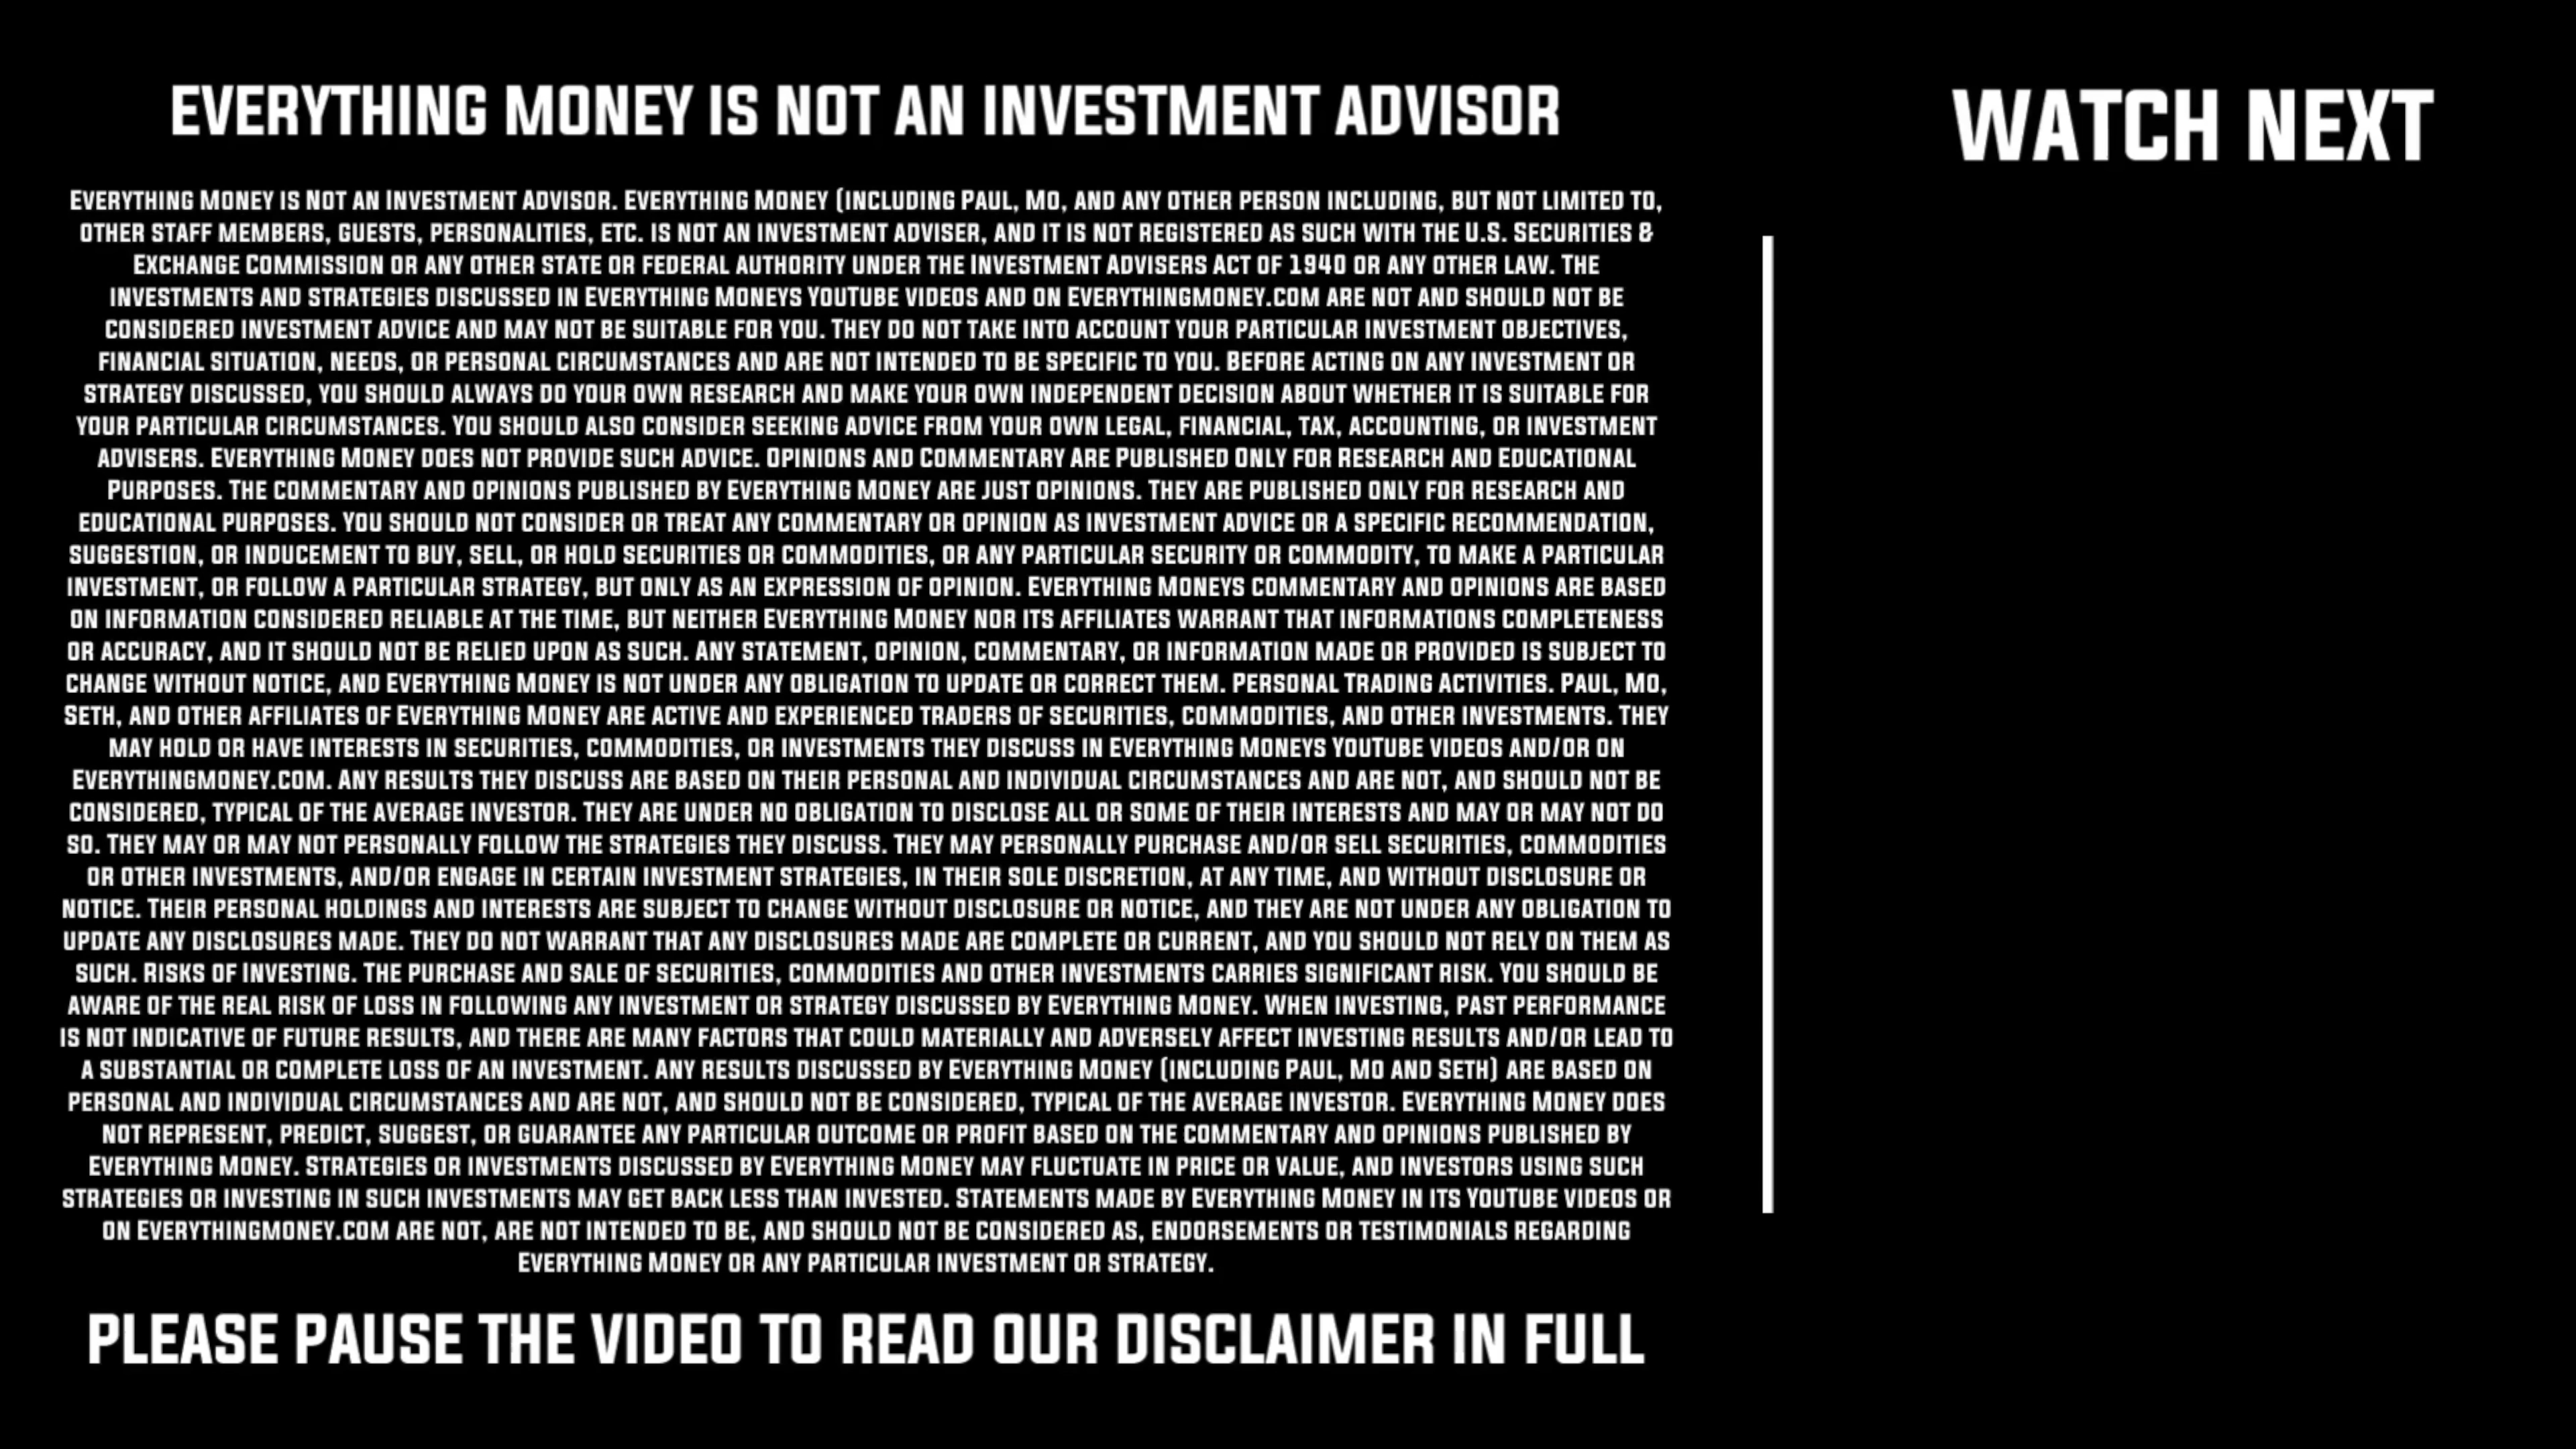 EVERYTHING MONEY IS NOT AN INVESTMENT ADVISOR
EVERYTHING MONEY IS NOT AN INVESTMENT ADVISOR. EVERYTHING MONEY (INCLUDING PAUL, MO, AND ANY OTHER PERSON INCLUDING, BUT NOT LIMITED TO,
OTHER STAFF MEMBERS, GUESTS, PERSONALITIES, ETC. IS NOT AN INVESTMENT ADVISER, AND IT IS NOT REGISTERED AS SUCH WITH THE U.S. SECURITIES &
EXCHANGE COMMISSION OR ANY OTHER STATE OR FEDERAL AUTHORITY UNDER THE INVESTMENT ADVISERS ACT OF 1940 OR ANY OTHER LAW. THE
INVESTMENTS AND STRATEGIES DISCUSSED IN EVERYTHING MONEYS YOUTUBE VIDEOS AND ON EVERYTHINGMONEY.COM ARE NOT AND SHOULD NOT BE
CONSIDERED INVESTMENT ADVICE AND MAY NOT BE SUITABLE FOR YOU. THEY DO NOT TAKE INTO ACCOUNT YOUR PARTICULAR INVESTMENT OBJECTIVES,
FINANCIAL SITUATION, NEEDS, OR PERSONAL CIRCUMSTANCES AND ARE NOT INTENDED TO BE SPECIFIC TO YOU. BEFORE ACTING ON ANY INVESTMENT OR
STRATEGY DISCUSSED, YOU SHOULD ALWAYS DO YOUR OWN RESEARCH AND MAKE YOUR OWN INDEPENDENT DECISION ABOUT WHETHER IT IS SUITABLE FOR
YOUR PARTICULAR CIRCUMSTANCES. YOU SHOULD ALSO CONSIDER SEEKING ADVICE FROM YOUR OWN LEGAL, FINANCIAL, TAX, ACCOUNTING, OR INVESTMENT
ADVISERS. EVERYTHING MONEY DOES NOT PROVIDE SUCH ADVICE. OPINIONS AND COMMENTARY ARE PUBLISHED ONLY FOR RESEARCH AND EDUCATIONAL
PURPOSES. THE COMMENTARY AND OPINIONS PUBLISHED BY EVERYTHING MONEY ARE JUST OPINIONS. THEY ARE PUBLISHED ONLY FOR RESEARCH AND
EDUCATIONAL PURPOSES. YOU SHOULD NOT CONSIDER OR TREAT ANY COMMENTARY OR OPINION AS INVESTMENT ADVICE OR A SPECIFIC RECOMMENDATION,
SUGGESTION, OR INDUCEMENT TO BUY, SELL, OR HOLD SECURITIES OR COMMODITIES, OR ANY PARTICULAR SECURITY OR COMMODITY, TO MAKE A PARTICULAR
INVESTMENT, OR FOLLOW A PARTICULAR STRATEGY, BUT ONLY AS AN EXPRESSION OF OPINION. EVERYTHING MONEYS COMMENTARY AND OPINIONS ARE BASED
ON INFORMATION CONSIDERED RELIABLE AT THE TIME, BUT NEITHER EVERYTHING MONEY NOR ITS AFFILIATES WARRANT THAT INFORMATIONS COMPLETENESS
OR ACCURACY, AND IT SHOULD NOT BE RELIED UPON AS SUCH. ANY STATEMENT, OPINION, COMMENTARY, OR INFORMATION MADE OR PROVIDED IS SUBJECT TO
CHANGE WITHOUT NOTICE, AND EVERYTHING MONEY IS NOT UNDER ANY OBLIGATION TO UPDATE OR CORRECT THEM. PERSONAL TRADING ACTIVITIES. PAUL, MO,
SETH, AND OTHER AFFILIATES OF EVERYTHING MONEY ARE ACTIVE AND EXPERIENCED TRADERS OF SECURITIES, COMMODITIES, AND OTHER INVESTMENTS. THEY
MAY HOLD OR HAVE INTERESTS IN SECURITIES, COMMODITIES, OR INVESTMENTS THEY DISCUSS IN EVERYTHING MONEYS YOUTUBE VIDEOS AND/OR ON
EVERYTHINGMONEY.COM. ANY RESULTS THEY DISCUSS ARE BASED ON THEIR PERSONAL AND INDIVIDUAL CIRCUMSTANCES AND ARE NOT, AND SHOULD NOT BE
CONSIDERED, TYPICAL OF THE AVERAGE INVESTOR. THEY ARE UNDER NO OBLIGATION TO DISCLOSE ALL OR SOME OF THEIR INTERESTS AND MAY OR MAY NOT DO
SO. THEY MAY OR MAY NOT PERSONALLY FOLLOW THE STRATEGIES THEY DISCUSS. THEY MAY PERSONALLY PURCHASE AND/OR SELL SECURITIES, COMMODITIES
OR OTHER INVESTMENTS, AND/OR ENGAGE IN CERTAIN INVESTMENT STRATEGIES, IN THEIR SOLE DISCRETION, AT ANY TIME, AND WITHOUT DISCLOSURE OR
NOTICE. THEIR PERSONAL HOLDINGS AND INTERESTS ARE SUBJECT TO CHANGE WITHOUT DISCLOSURE OR NOTICE, AND THEY ARE NOT UNDER ANY OBLIGATION TO
UPDATE ANY DISCLOSURES MADE. THEY DO NOT WARRANT THAT ANY DISCLOSURES MADE ARE COMPLETE OR CURRENT, AND YOU SHOULD NOT RELY ON THEM AS
SUCH. RISKS OF INVESTING. THE PURCHASE AND SALE OF SECURITIES, COMMODITIES AND OTHER INVESTMENTS CARRIES SIGNIFICANT RISK. YOU SHOULD BE
AWARE OF THE REAL RISK OF LOSS IN FOLLOWING ANY INVESTMENT OR STRATEGY DISCUSSED BY EVERYTHING MONEY. WHEN INVESTING, PAST PERFORMANCE
IS NOT INDICATIVE OF FUTURE RESULTS, AND THERE ARE MANY FACTORS THAT COULD MATERIALLY AND ADVERSELY AFFECT INVESTING RESULTS AND/OR LEAD TO
A SUBSTANTIAL OR COMPLETE LOSS OF AN INVESTMENT. ANY RESULTS DISCUSSED BY EVERYTHING MONEY (INCLUDING PAUL, MO AND SETH) ARE BASED ON
PERSONAL AND INDIVIDUAL CIRCUMSTANCES AND ARE NOT, AND SHOULD NOT BE CONSIDERED, TYPICAL OF THE AVERAGE INVESTOR. EVERYTHING MONEY DOES
NOT REPRESENT, PREDICT, SUGGEST, OR GUARANTEE ANY PARTICULAR OUTCOME OR PROFIT BASED ON THE COMMENTARY AND OPINIONS PUBLISHED BY
EVERYTHING MONEY. STRATEGIES OR INVESTMENTS DISCUSSED BY EVERYTHING MONEY MAY FLUCTUATE IN PRICE OR VALUE, AND INVESTORS USING SUCH
STRATEGIES OR INVESTING IN SUCH INVESTMENTS MAY GET BACK LESS THAN INVESTED. STATEMENTS MADE BY EVERYTHING MONEY IN ITS YOUTUBE VIDEOS OR
ON EVERYTHINGMONEY.COM ARE NOT, ARE NOT INTENDED TO BE, AND SHOULD NOT BE CONSIDERED AS, ENDORSEMENTS OR TESTIMONIALS REGARDING
EVERYTHING MONEY OR ANY PARTICULAR INVESTMENT OR STRATEGY.
PLEASE PAUSE THE VIDEO TO READ OUR DISCLAIMER IN FULL
WATCH NEXT